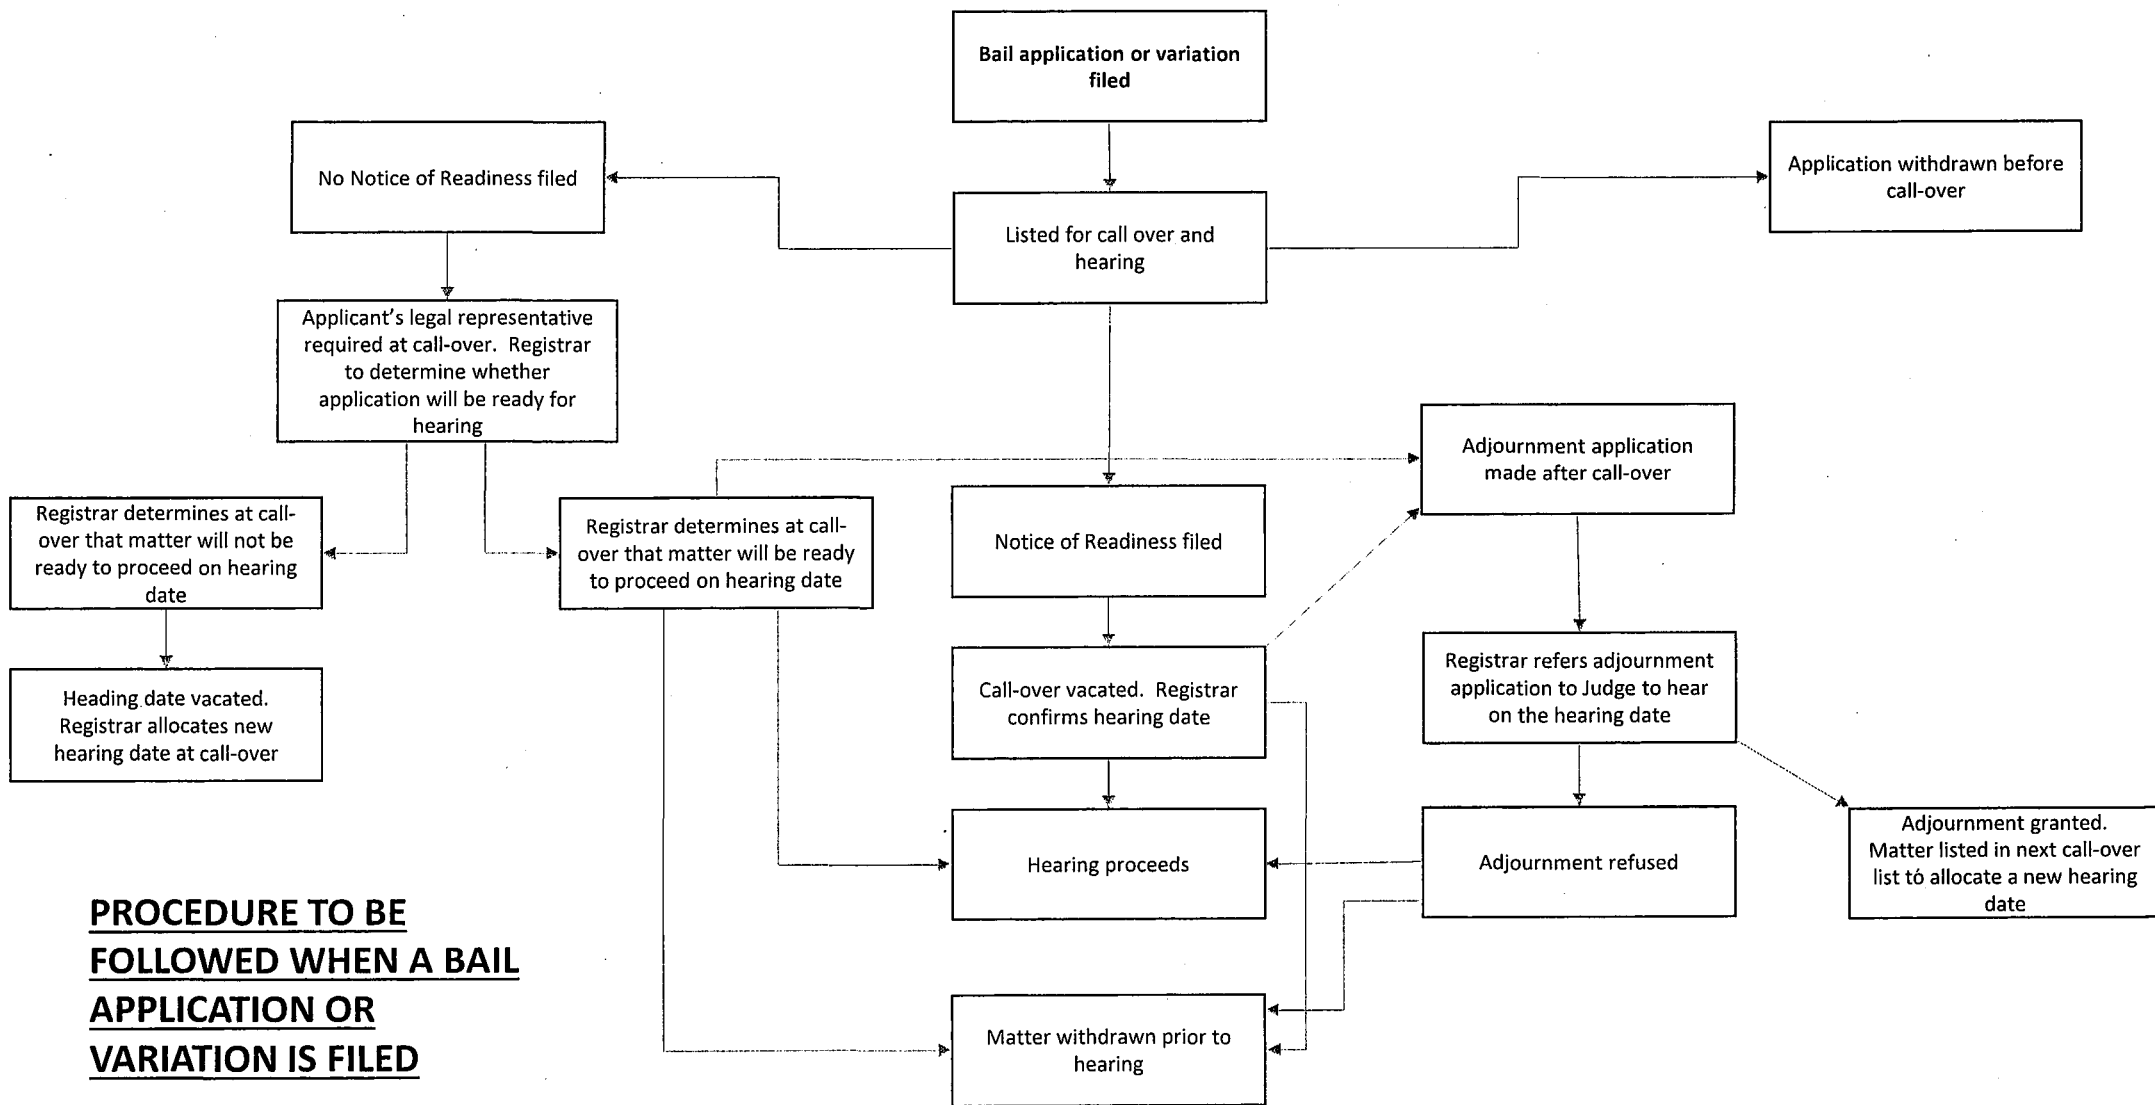 Bail application or variation
filed
No Notice of Readiness filed
Application withdrawn before
call-over
Listed for call over and
hearing
Applicant's legal representative
required at call-over.  Registrar
to determine whether
application will be ready for
hearing
Adjournment application
made after call-over
Registrar determines at call-
over that matter will not be
ready to proceed on hearing
date
Registrar determines at call-
over that matter will be ready
to proceed on hearing date
Notice of Readiness filed
Heading date vacated.
Registrar allocates new
hearing date at call-over
Call-over vacated.  Registrar
confirms hearing date
Registrar refers adjournment
application to Judge to hear
on the hearing date
Hearing proceeds
Adjournment refused
Adjournment granted.
Matter listed in next call-over
list to allocate a new hearing
date
PROCEDURE TO BE
FOLLOWED WHEN A BAIL
APPLICATION OR
VARIATION IS FILED
Matter withdrawn prior to
hearing